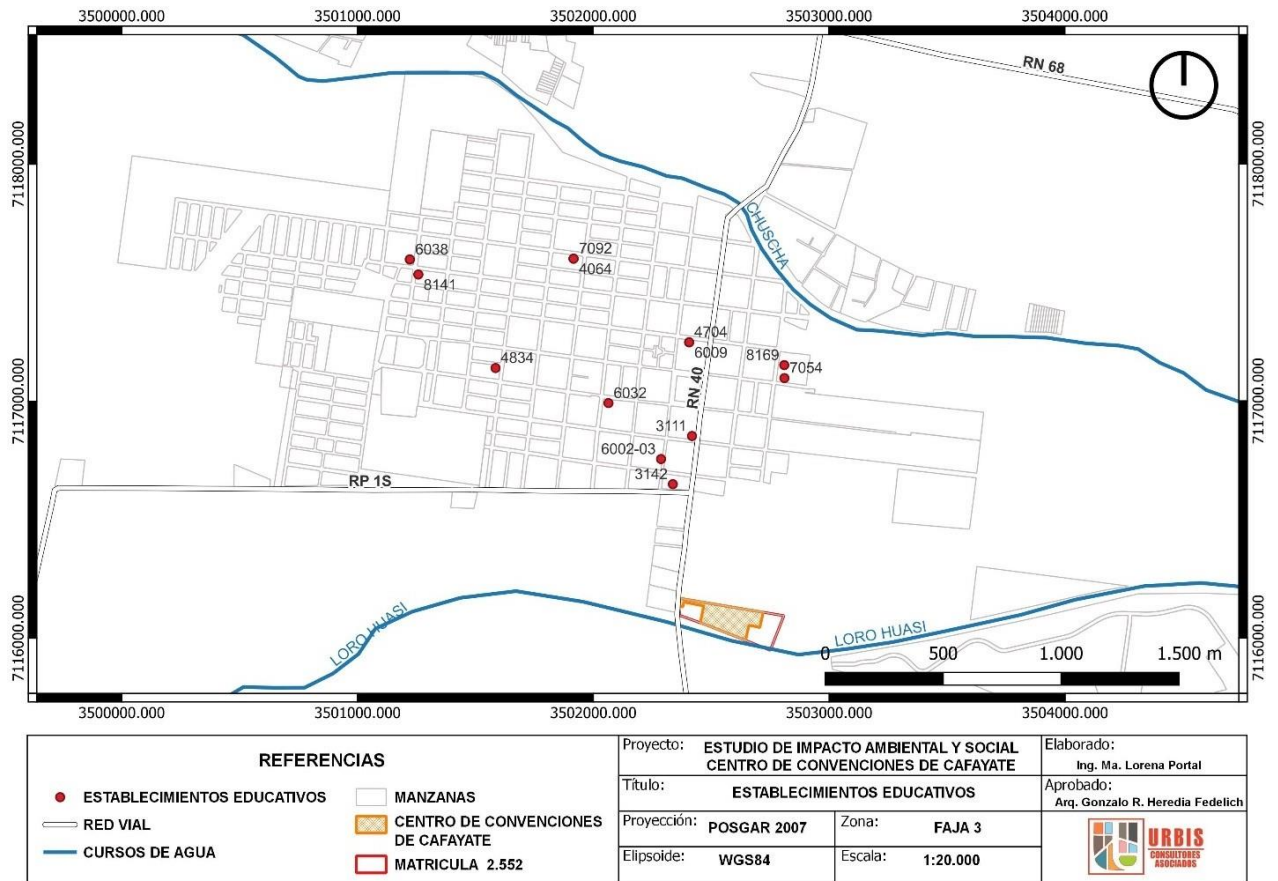 3500000.000 3501000.000 3502000.000 3503000.000 3504000.000
RN 68
7118000.000 7118000.000
CHUSCHA
6038
7092
8141
4064
4704
6009
8169
7054
4834
RN 40
7117000.000 7117000.000
6032
3111
6002-03
3142
RP 1S
LORO HUASI
LORO HUASI
7116000.000 7116000.000
0 500 1.000 1.500 m
3500000.000 3501000.000 3502000.000 3503000.000 3504000.000
REFERENCIAS
ESTABLECIMIENTOS EDUCATIVOS
RED VIAL
CURSOS DE AGUA
MANZANAS
CENTRO DE CONVENCIONES
DE CAFAYATE
MATRICULA 2.552
Proyecto: ESTUDIO DE IMPACTO AMBIENTAL Y SOCIAL
CENTRO DE CONVENCIONES DE CAFAYATE
Título: ESTABLECIMIENTOS EDUCATIVOS
Proyección: POSGAR 2007 Zona: FAJA 3
Elipsoide: WGS84 Escala: 1:20.000
Elaborado:
Ing. Ma. Lorena Portal
Aprobado:
Arq. Gonzalo R. Heredia Fedelich
URBIS
CONSULTORES
ASOCIADOS